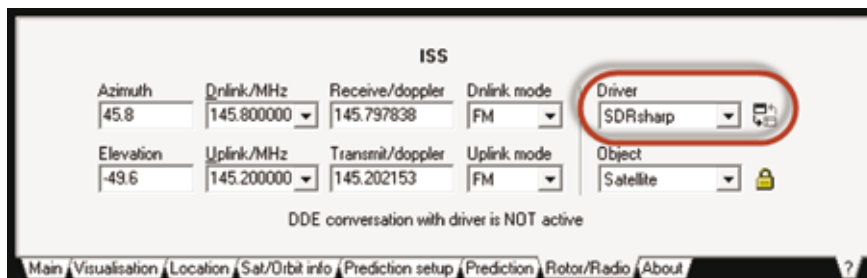 ISS
Azimuth Dnlink/MHz Receive/doppler Dnlink mode Driver
45.8 145.800000 145.797838 FM SDRsharp
Elevation Uplink/MHz Transmit/doppler Uplink mode Object
-49.6 145.200000 145.202153 FM Satellite
DDE conversation with driver is NOT active
Main Visualisation Location Sat/Orbit info Prediction setup Prediction Rotor/Radio About ?